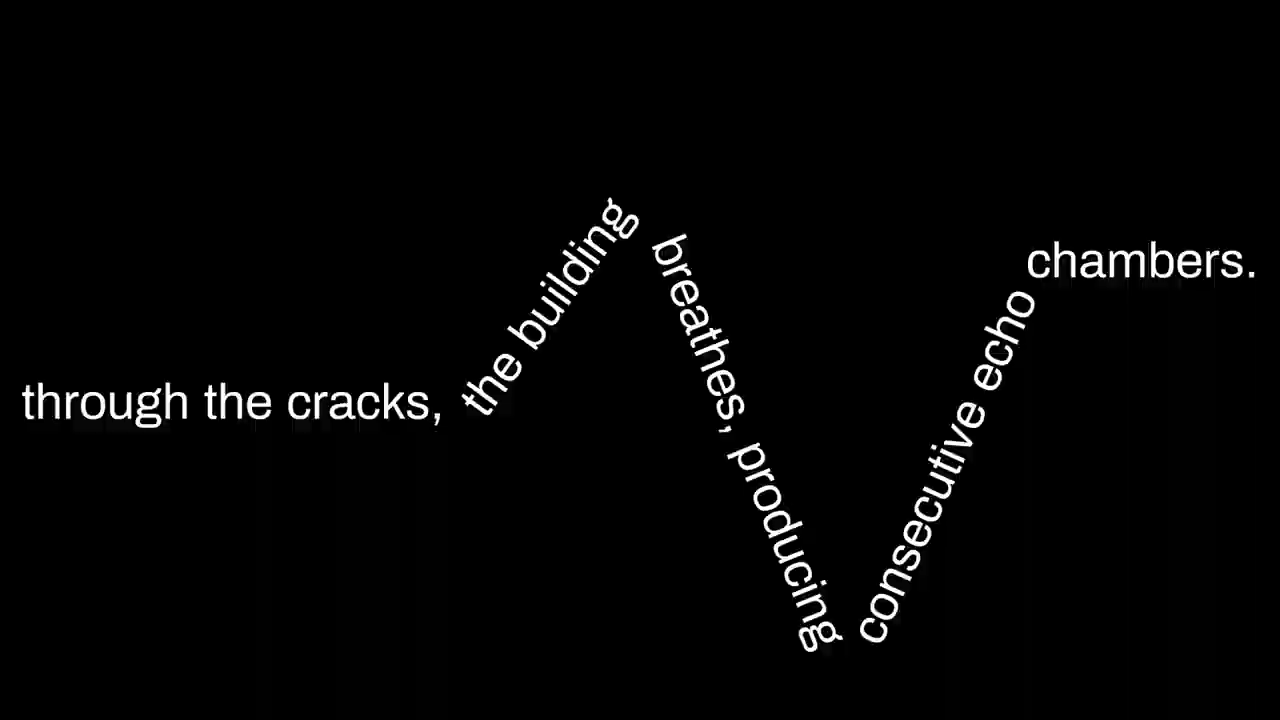 through the cracks,
the building
breathes, producing
consecutive echo
chambers.